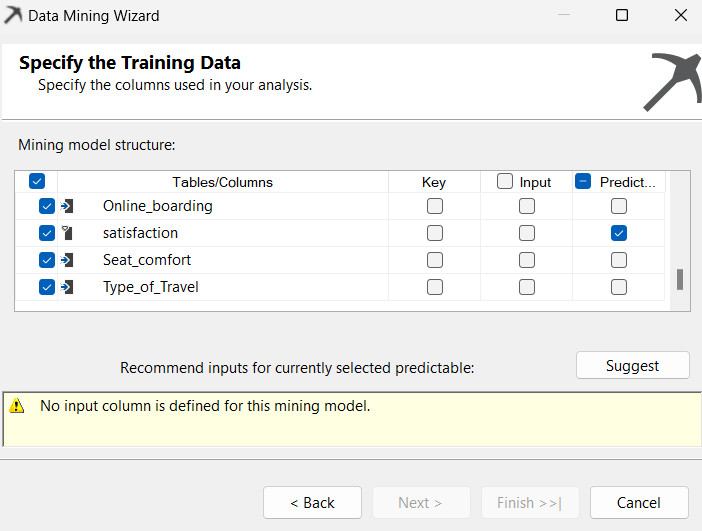 Data Mining Wizard
Specify the Training Data
Specify the columns used in your analysis.
Mining model structure:
Tables/Columns Key Input Predict...
Online_boarding
satisfaction
Seat_comfort
Type_of_Travel
Recommend inputs for currently selected predictable: Suggest
No input column is defined for this mining model.
< Back Next > Finish >>| Cancel